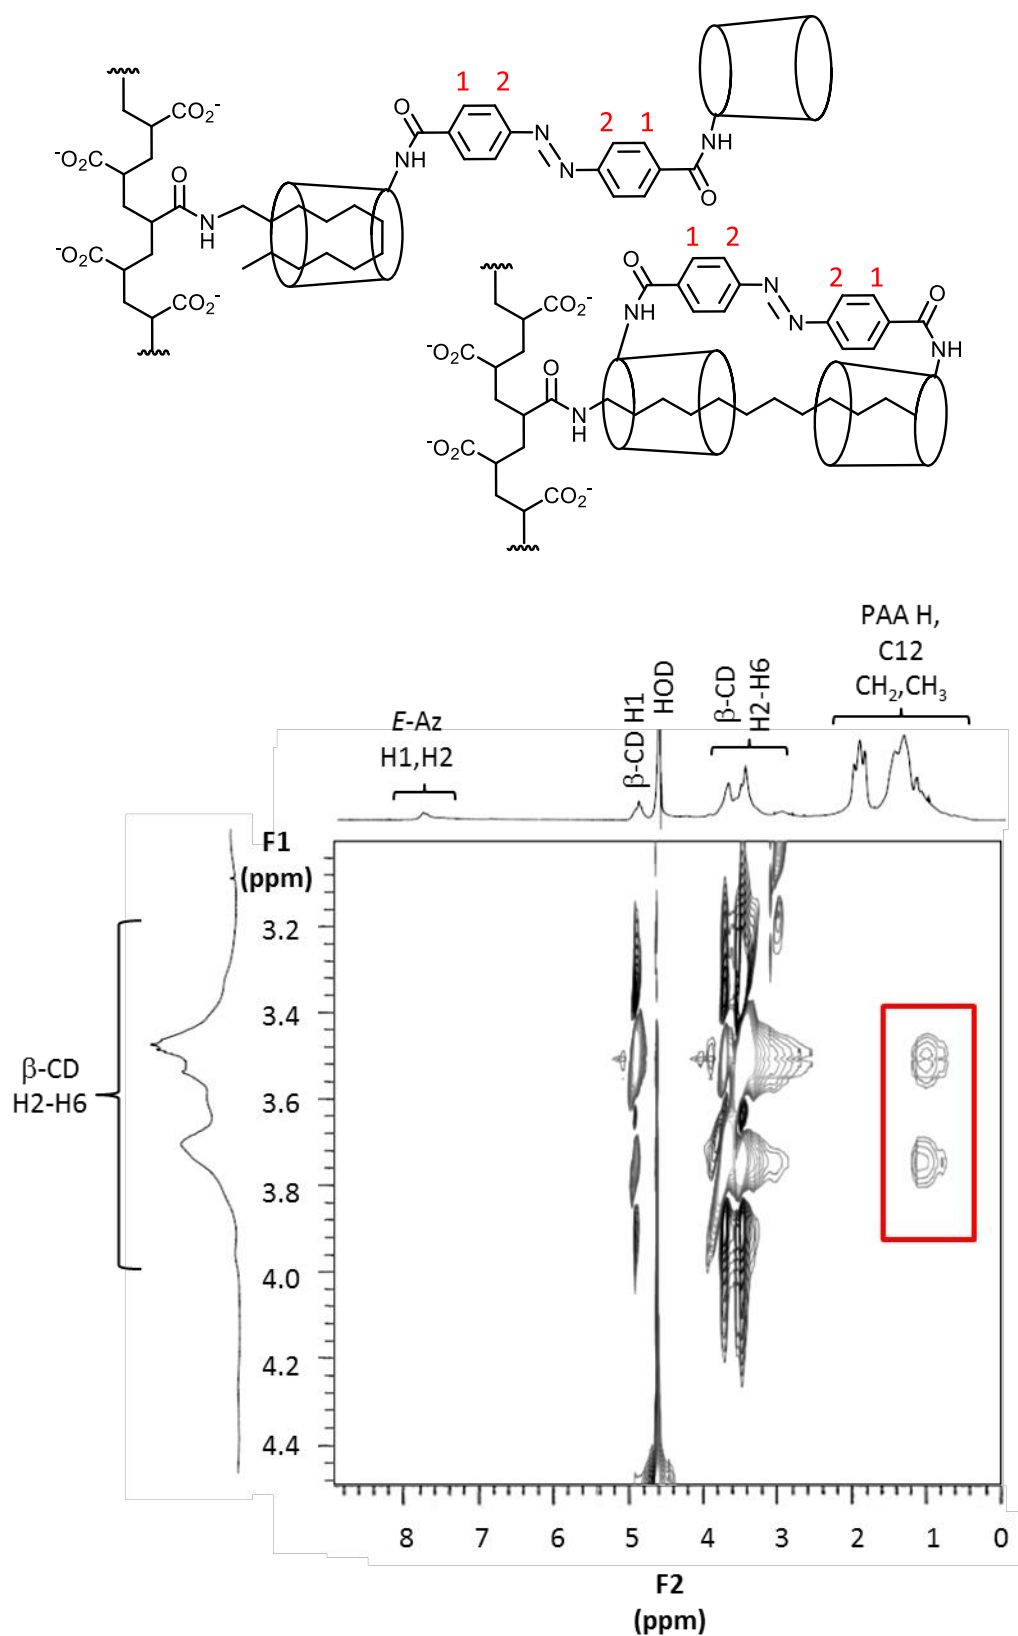 1 2
O
N
N
2 1
NH
NH
O
CO₂⁻
⁻O₂C
O
N
H
⁻O₂C
CO₂⁻
1 2
O
NH
N
N
2 1
O
NH
CO₂⁻
⁻O₂C
O
N
H
⁻O₂C
CO₂⁻
PAA H,
C12
CH₂,CH₃
β-CD
H2-H6
HOD
β-CD H1
E-Az
H1,H2
F1
(ppm)
β-CD
H2-H6
3.2
3.4
3.6
3.8
4.0
4.2
4.4
8 7 6 5 4 3 2 1 0
F2
(ppm)